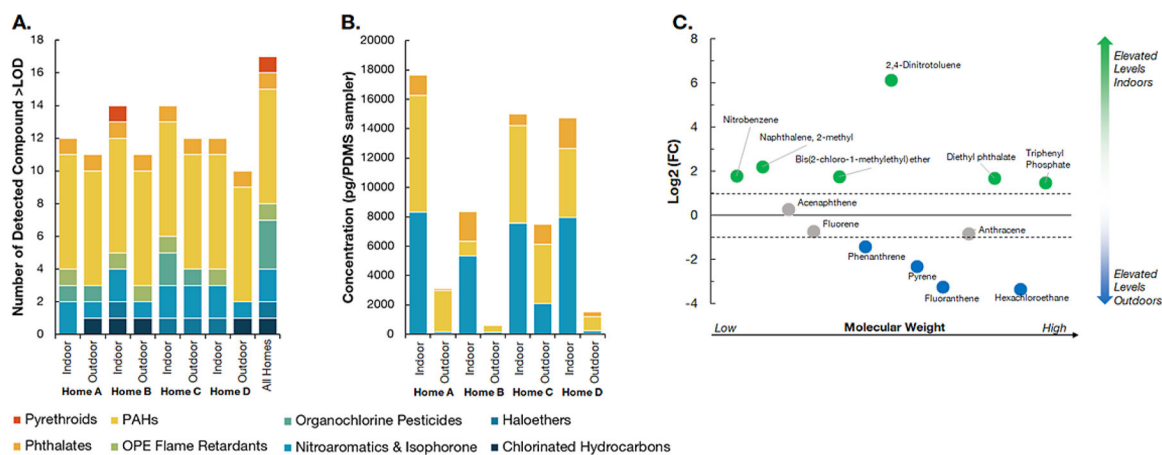 A.
Number of Detected Compound >LOD
18
16
14
12
10
8
6
4
2
0
Indoor
Outdoor
Indoor
Outdoor
Indoor
Outdoor
Indoor
Outdoor
All Homes
Home A
Home B
Home C
Home D
B.
Concentration (pg/PDMS sampler)
20000
18000
16000
14000
12000
10000
8000
6000
4000
2000
0
Indoor
Outdoor
Indoor
Outdoor
Indoor
Outdoor
Indoor
Outdoor
Home A
Home B
Home C
Home D
C.
Log2 (FC)
8
6
4
2
0
-2
-4
2,4-Dinitrotoluene
Nitrobenzene
Naphthalene, 2-methyl
Bis(2-chloro-1-methylethyl) ether
Diethyl phthalate
Triphenyl
Phosphate
Acenaphthene
Fluorene
Anthracene
Phenanthrene
Pyrene
Fluoranthene
Hexachloroethane
Low
Molecular Weight
High
Elevated
Levels
Indoors
Elevated
Levels
Outdoors
Pyrethroids
PAHs
Organochlorine Pesticides
Haloethers
Phthalates
OPE Flame Retardants
Nitroaromatics & Isophorone
Chlorinated Hydrocarbons